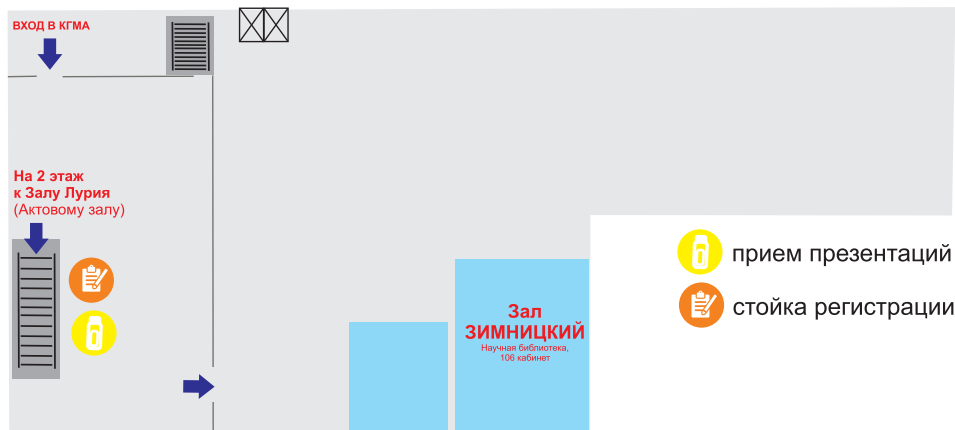 ВХОД В КГМА
На 2 этаж
к Залу Лурия
(Актовому залу)
Зал
ЗИМНИЦКИЙ
Научная библиотека,
106 кабинет
прием презентаций
стойка регистрации